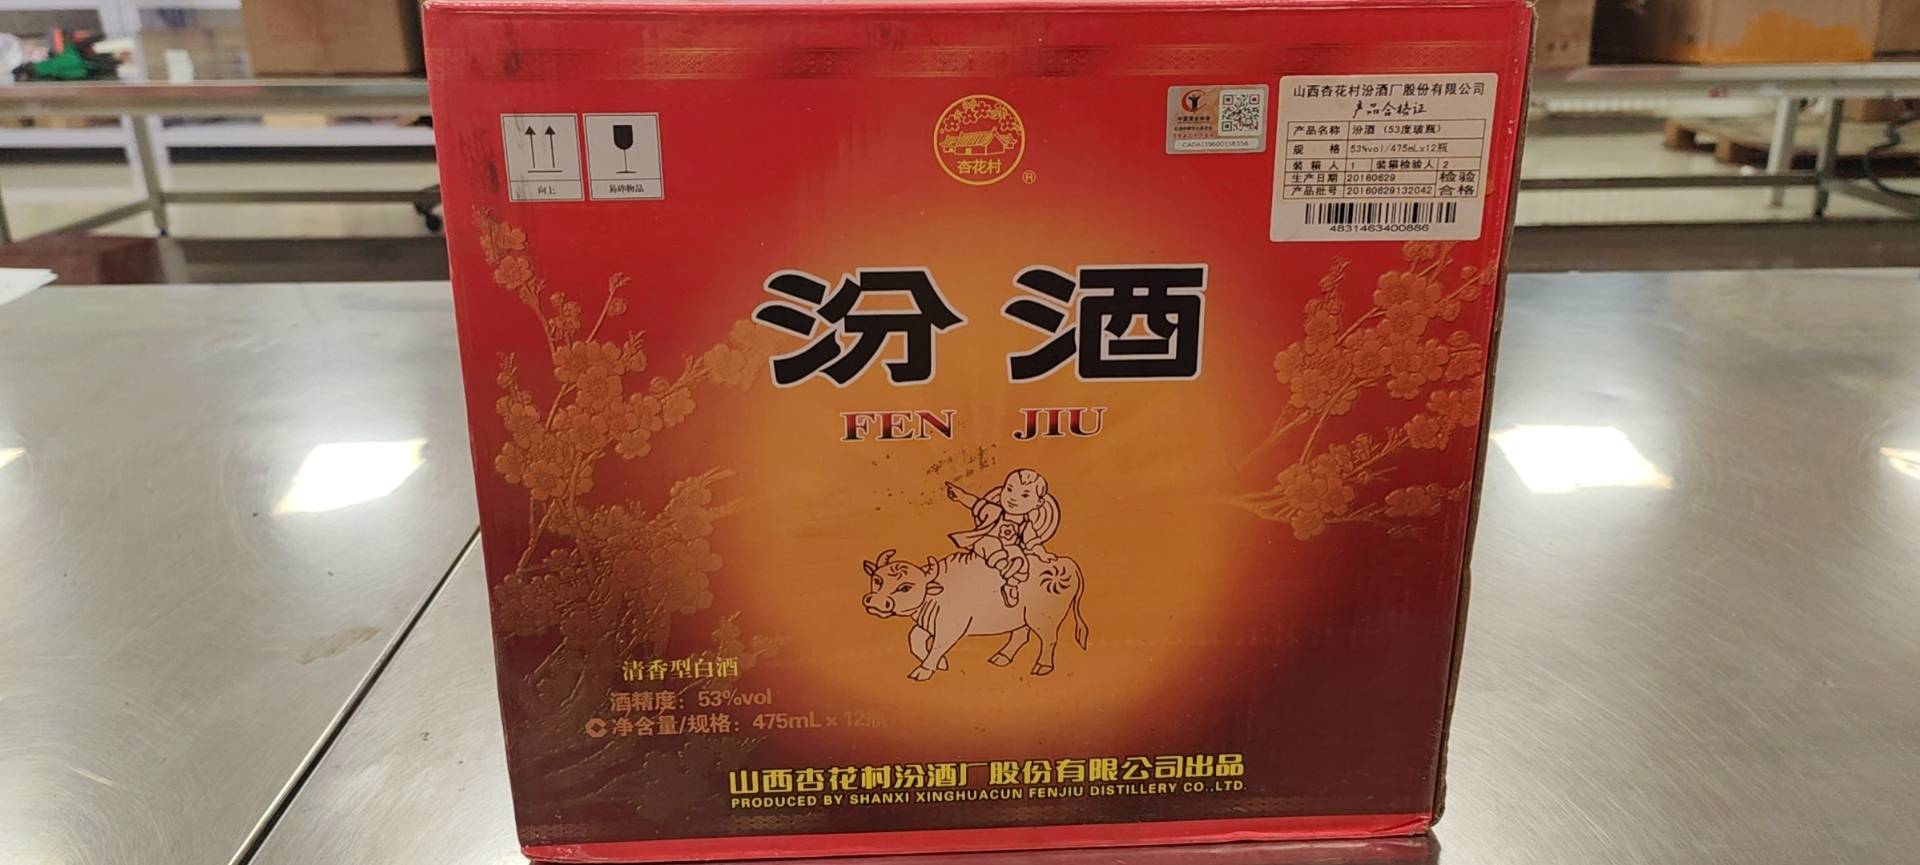 向上
易碎物品
杏花村
®
CADA139600138356
山西杏花村汾酒厂股份有限公司
产品合格证
产品名称 汾酒（53度玻瓶）
规 格 53%vol/475mL×12瓶
装箱人 1 装箱检验人 2
生产日期 20160629 检验
产品批号 20160629132042 合格
4831463400886
汾酒
FEN JIU
清香型白酒
酒精度：53%vol
净含量/规格：475mL×12瓶
山西杏花村汾酒厂股份有限公司出品
PRODUCED BY SHANXI XINGHUACUN FENJIU DISTILLERY CO.,LTD.